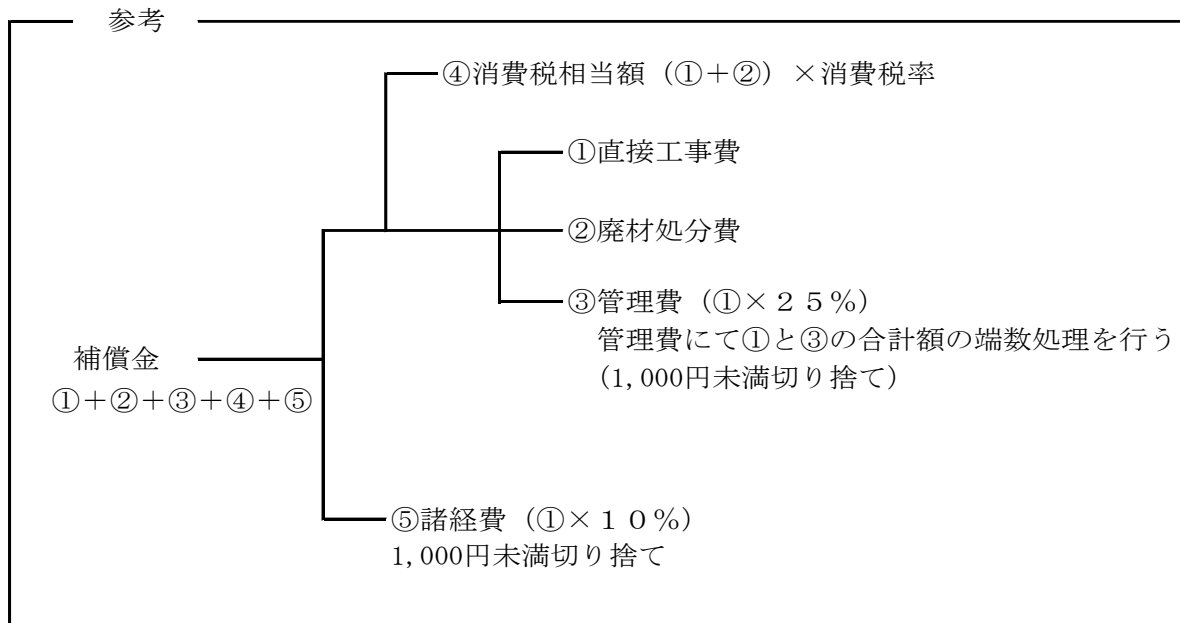 参考
④消費税相当額（①＋②）×消費税率
①直接工事費
②廃材処分費
③管理費（①×２５％）
管理費にて①と③の合計額の端数処理を行う
（1,000円未満切り捨て）
補償金
①＋②＋③＋④＋⑤
⑤諸経費（①×１０％）
1,000円未満切り捨て